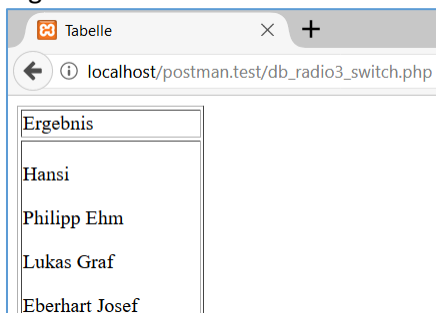 Tabelle
localhost/postman.test/db_radio3_switch.php
Ergebnis
Hansi
Philipp Ehm
Lukas Graf
Eberhart Josef